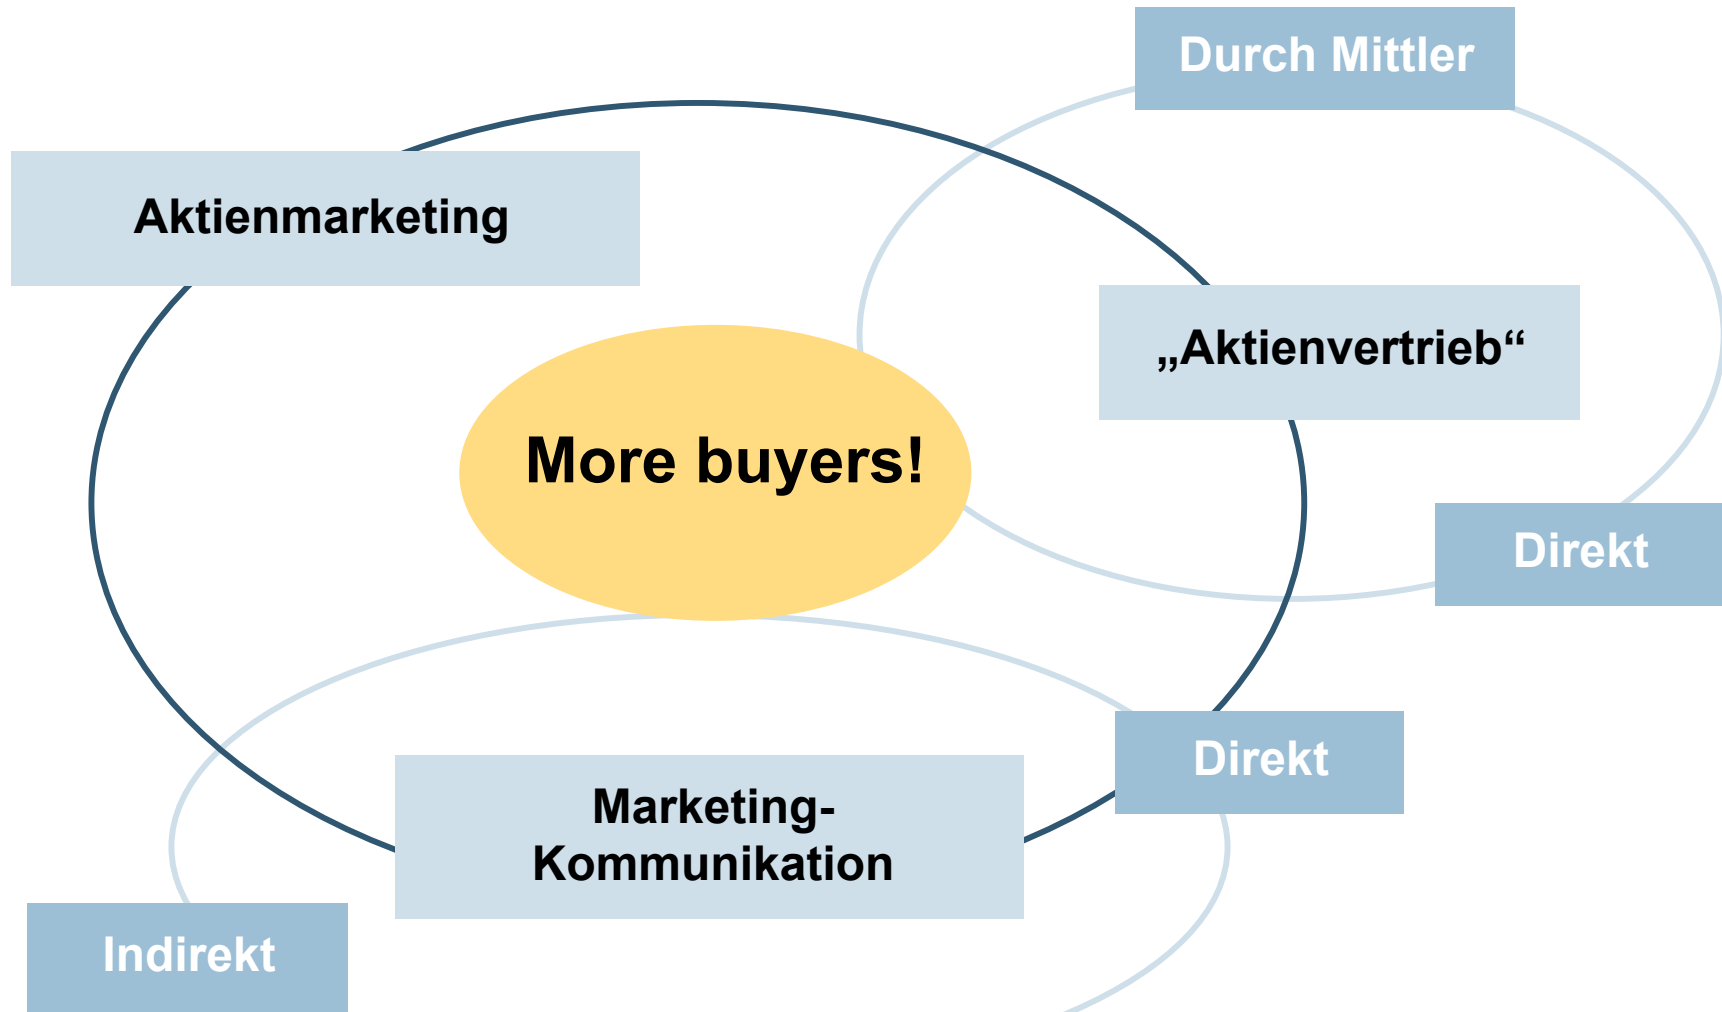 Durch Mittler
Aktienmarketing
„Aktienvertrieb“
More buyers!
Direkt
Direkt
Marketing-
Kommunikation
Indirekt